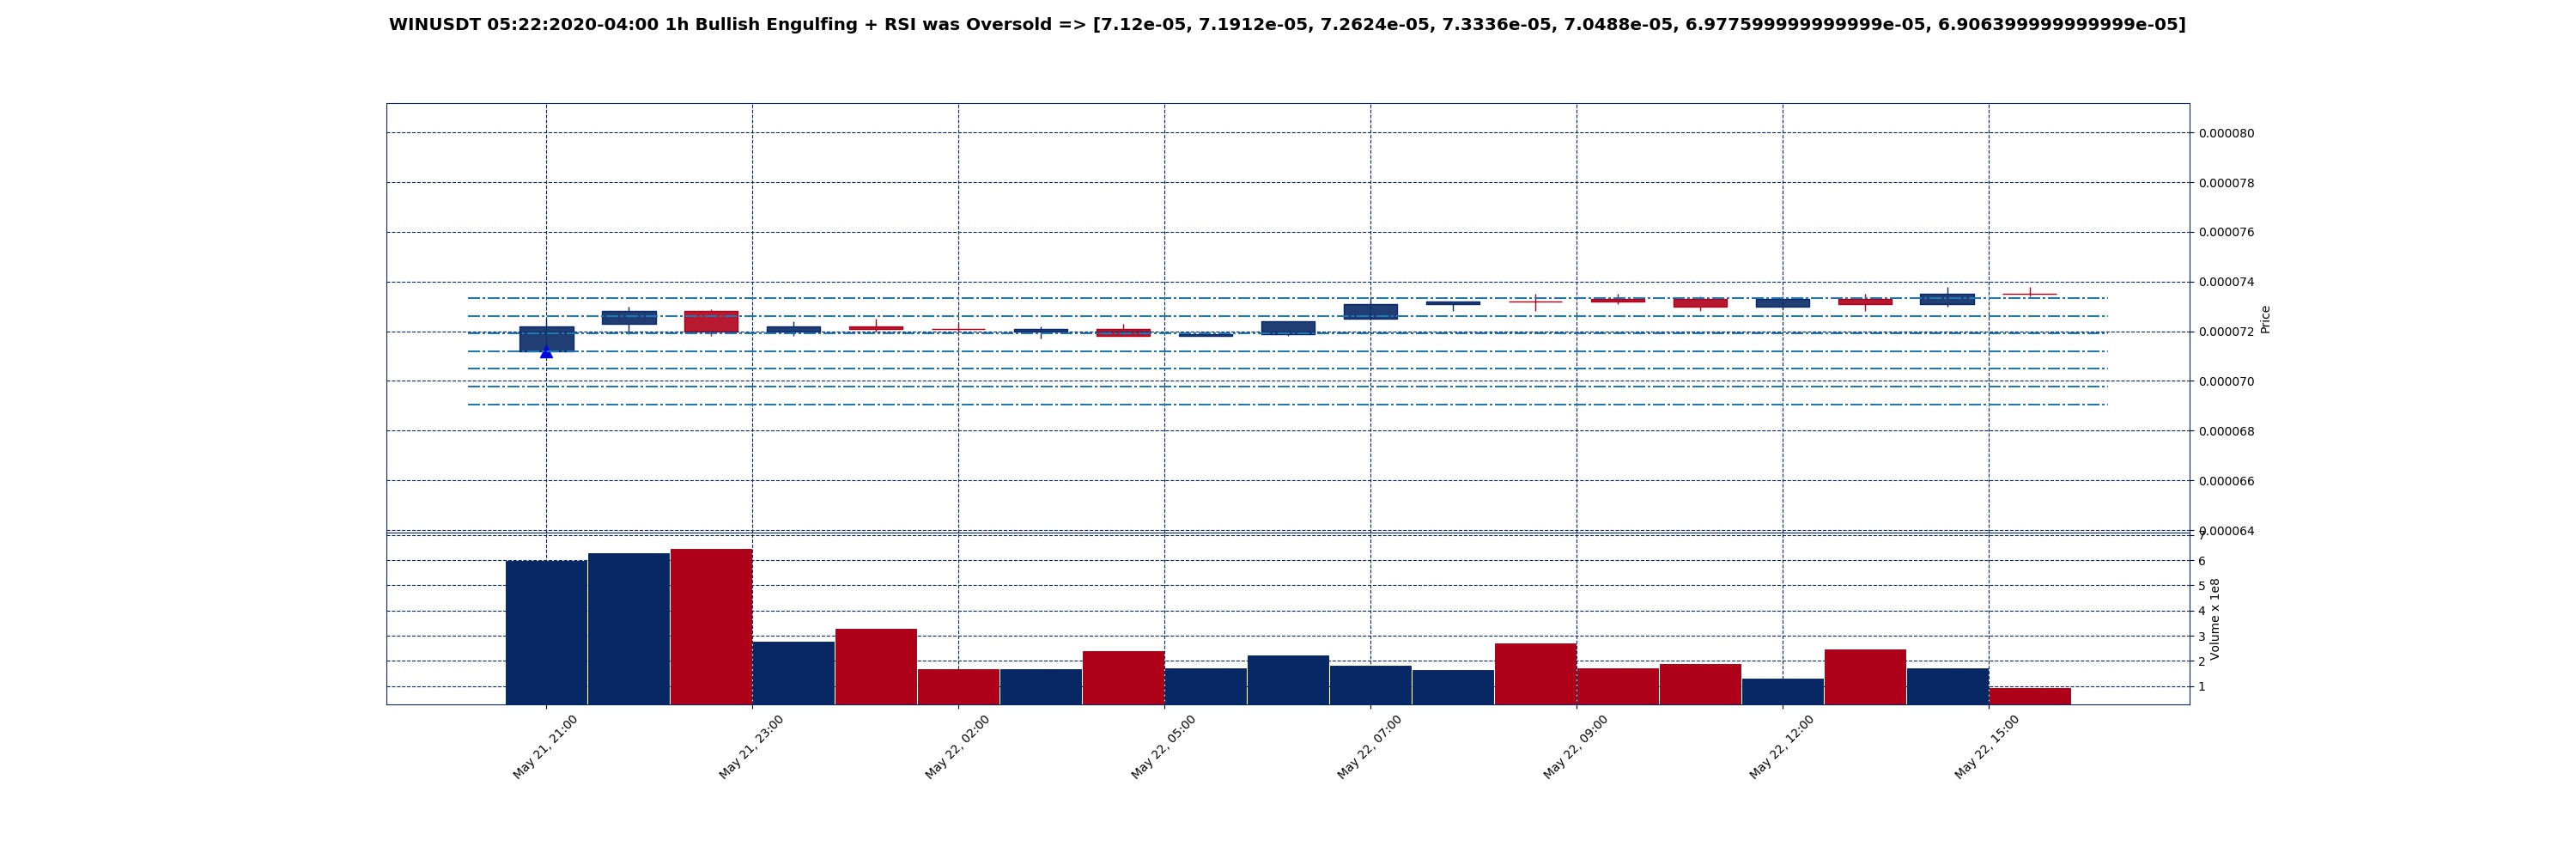 WINUSDT 05:22:2020-04:00 1h Bullish Engulfing + RSI was Oversold => [7.12e-05, 7.1912e-05, 7.2624e-05, 7.3336e-05, 7.0488e-05, 6.977599999999999e-05, 6.906399999999999e-05]
0.000080
0.000078
0.000076
0.000074
0.000072
0.000070
0.000068
0.000066
0.000064
Price
7
6
5
4
3
2
1
Volume x 1e8
May 21, 21:00
May 21, 23:00
May 22, 02:00
May 22, 05:00
May 22, 07:00
May 22, 09:00
May 22, 12:00
May 22, 15:00